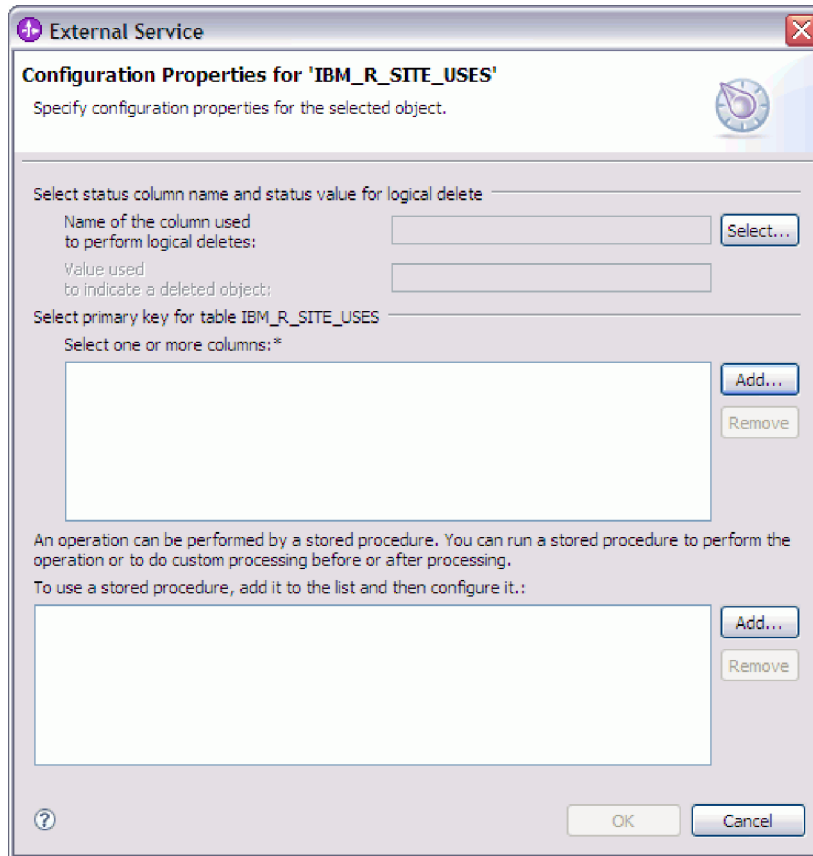 External Service
Configuration Properties for 'IBM_R_SITE_USES'
Specify configuration properties for the selected object.
Select status column name and status value for logical delete
Name of the column used
to perform logical deletes:
Select...
Value used
to indicate a deleted object:
Select primary key for table IBM_R_SITE_USES
Select one or more columns:*
Add...
Remove
An operation can be performed by a stored procedure. You can run a stored procedure to perform the
operation or to do custom processing before or after processing.
To use a stored procedure, add it to the list and then configure it.:
Add...
Remove
?
OK
Cancel